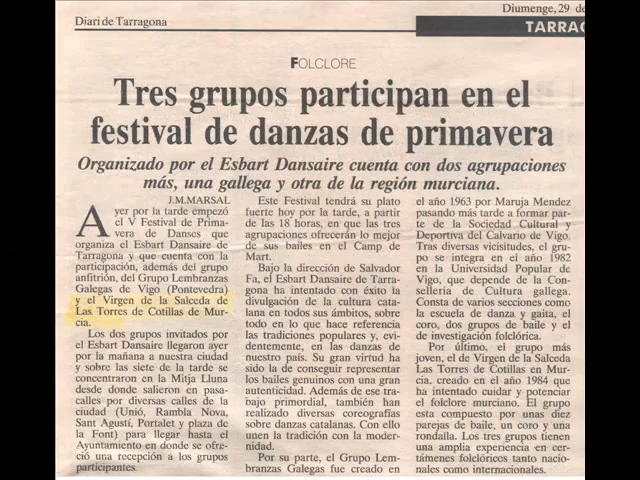 Diari de Tarragona
Diumenge, 29 de
TARRAG
FOLCLORE
Tres grupos participan en el
festival de danzas de primavera
Organizado por el Esbart Dansaire cuenta con dos agrupaciones
más, una gallega y otra de la región murciana.
J.M.MARSAL
Ayer por la tarde empezó
el V Festival de Prima-
vera de Dansos que
organiza el Esbart Dansaire de
Tarragona y que cuenta con la
participación, además del grupo
anfitrión, del Grupo Lembranzas
Galegas de Vigo (Pontevedra)
y el Virgen de la Salceda de
Las Torres de Cotillas de Mur-
cia.
Los dos grupos invitados por
el Esbart Dansaire llegaron ayer
por la mañana a nuestra ciudad
y sobre las siete de la tarde se
concentraron en la Mitja Lluna
desde donde salieron en pasa-
calles por diversas calles de la
ciudad (Unió, Rambla Nova,
Sant Agustí, Portalet y plaza de
la Font) para llegar hasta el
Ayuntamiento en donde se ofre-
ció una recepción a los grupos
participantes
Este Festival tendrá su plato
fuerte hoy por la tarde, a partir
de las 18 horas, en que las tres
agrupaciones ofrecerán lo mejor
de sus bailes en el Camp de
Mart.
Bajo la dirección de Salvador
Fa, el Esbart Dansaire de Tarra-
gona ha intentado con éxito la
divulgación de la cultura catala-
na en todos sus ámbitos, sobre
todo en lo que hace referencia
las tradiciones populares y, evi-
dentemente, en las danzas de
nuestro país. Su gran virtud ha
sido la de conseguir representar
los bailes genuinos con una gran
autenticidad. Además de ese tra-
bajo primordial, también han
realizado diversas coreografías
sobre danzas catalanas. Con ello
unen la tradición con la moder-
nidad.
Por su parte, el Grupo Lem-
branzas Galegas fue creado en
el año 1963 por Maruja Mendez
pasando más tarde a formar par-
te de la Sociedad Cultural y
Deportiva del Calvario de Vigo.
Tras diversas vicisitudes, el gru-
po se integra en el año 1982
en la Universidad Popular de
Vigo, que depende de la Con-
selleria de Cultura gallega.
Consta de varios secciones como
la escuela de danza y gaita, el
coro, dos grupos de baile y el
de investigación folclórica.
Por último, el grupo más
joven, el de Virgen de la Salceda
Las Torres de Cotillas en Mur-
cia, creado en el año 1984 que
ha intentado cuidar y potenciar
el folclore murciano. El grupo
esta compuesto por unas diez
parejas de baile, un coro y una
rondalla. Los tres grupos tienen
una amplia experiencia en cer-
támenes folclóricos tanto nacio-
nales como internacionales.